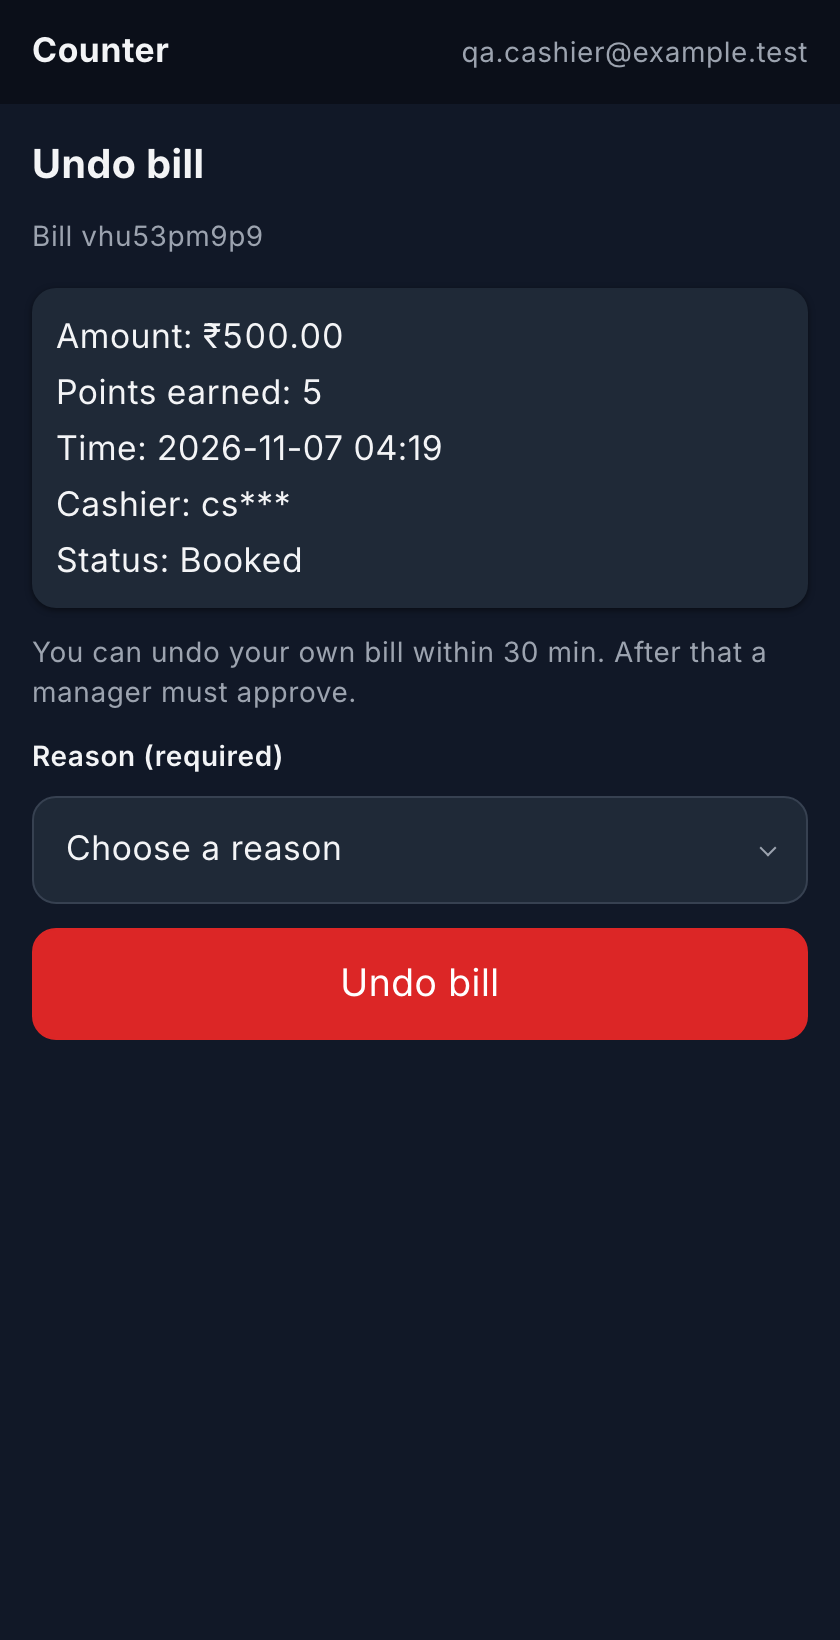 Counter
qa.cashier@example.test
Undo bill
Bill vhu53pm9p9
Amount: ₹500.00
Points earned: 5
Time: 2026-11-07 04:19
Cashier: cs***
Status: Booked
You can undo your own bill within 30 min. After that a
manager must approve.
Reason (required)
Choose a reason
Undo bill